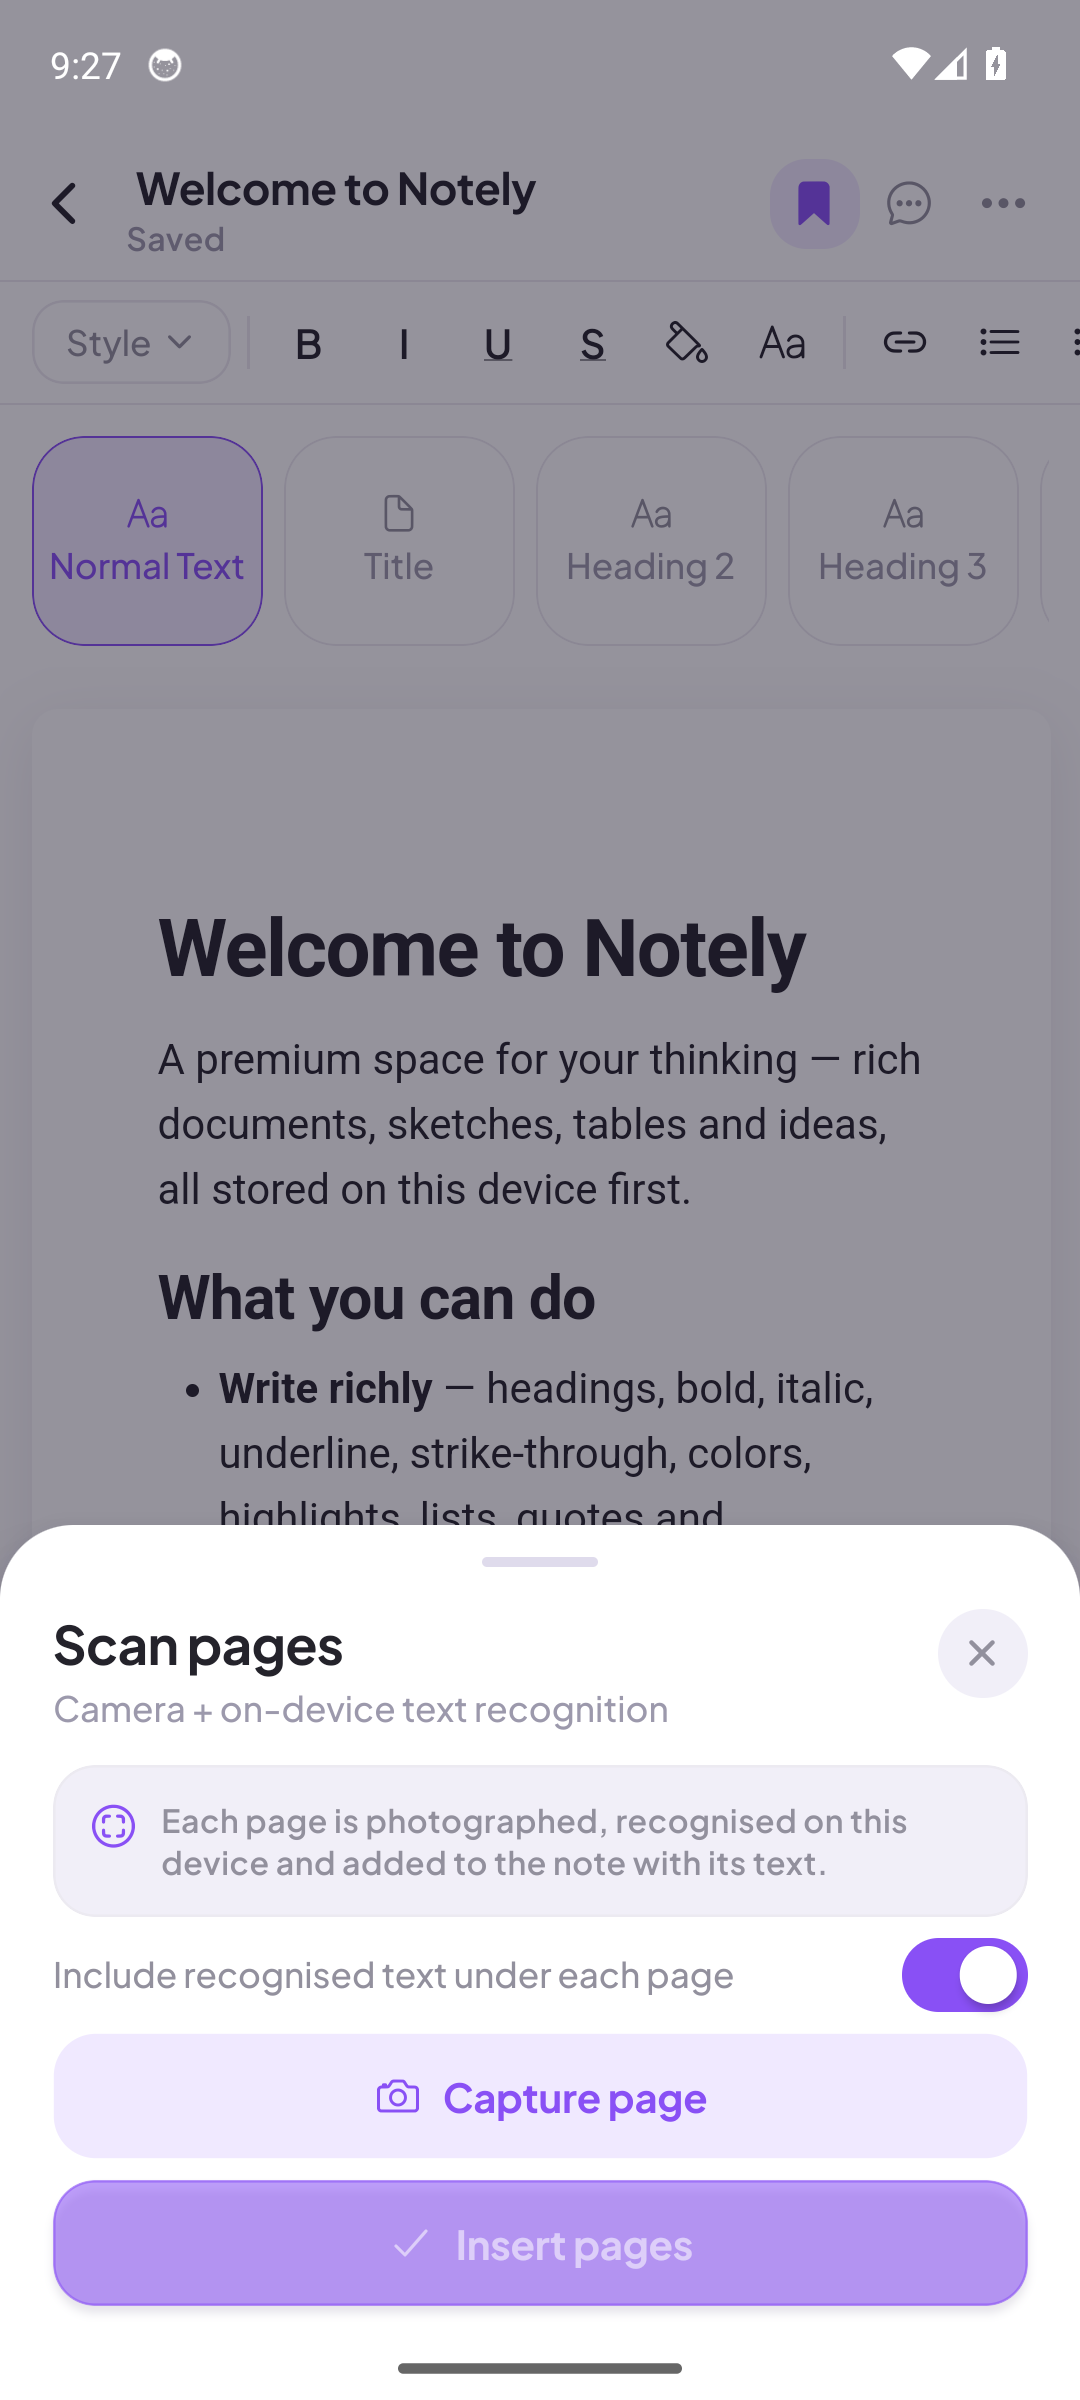 9:27
Welcome to Notely
Saved
Style
B I U S Aa
Aa
Normal Text
Title
Aa
Heading 2
Aa
Heading 3
Welcome to Notely
A premium space for your thinking — rich
documents, sketches, tables and ideas,
all stored on this device first.
What you can do
• Write richly — headings, bold, italic,
underline, strike-through, colors,
highlights, lists, quotes and
Scan pages
Camera + on-device text recognition
Each page is photographed, recognised on this
device and added to the note with its text.
Include recognised text under each page
Capture page
Insert pages